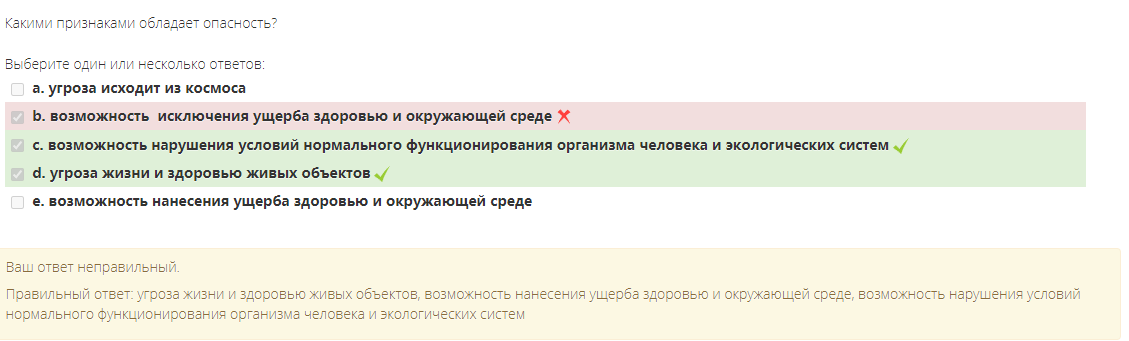 Какими признаками обладает опасность?
Выберите один или несколько ответов:
a. угроза исходит из космоса
b. возможность  исключения ущерба здоровью и окружающей среде
c. возможность нарушения условий нормального функционирования организма человека и экологических систем
d. угроза жизни и здоровью живых объектов
e. возможность нанесения ущерба здоровью и окружающей среде
Ваш ответ неправильный.
Правильный ответ: угроза жизни и здоровью живых объектов, возможность нанесения ущерба здоровью и окружающей среде, возможность нарушения условий
нормального функционирования организма человека и экологических систем